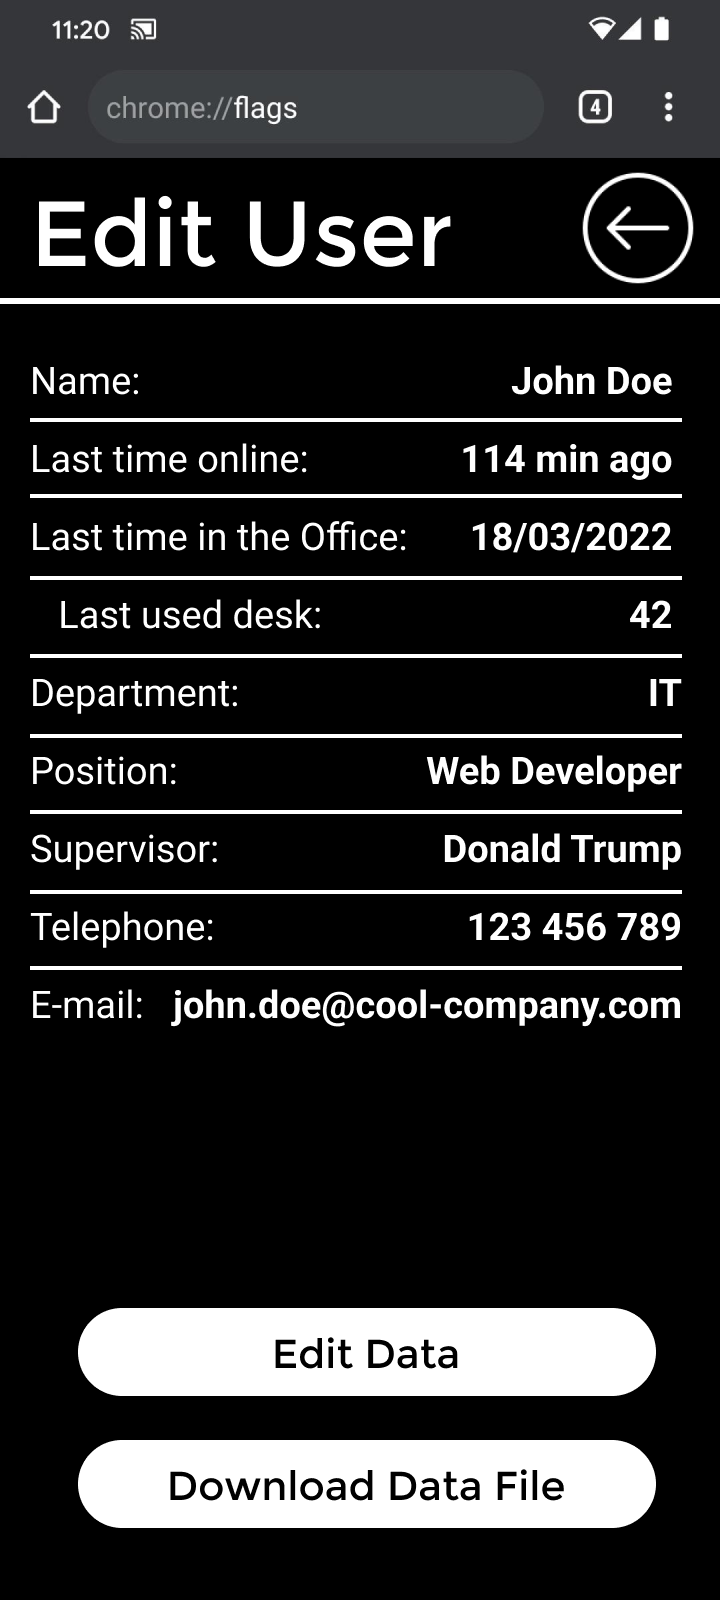 11:20
chrome://flags
4
Edit User
Name: John Doe
Last time online: 114 min ago
Last time in the Office: 18/03/2022
Last used desk: 42
Department: IT
Position: Web Developer
Supervisor: Donald Trump
Telephone: 123 456 789
E-mail: john.doe@cool-company.com
Edit Data
Download Data File